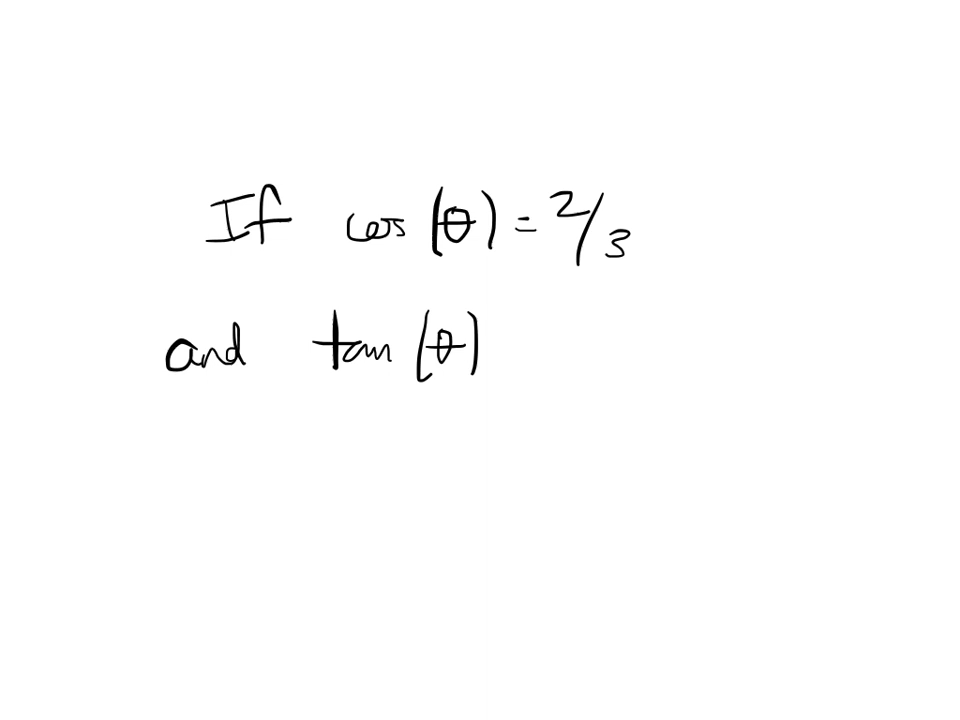 If cos(θ) = 2/3
and tan(θ)